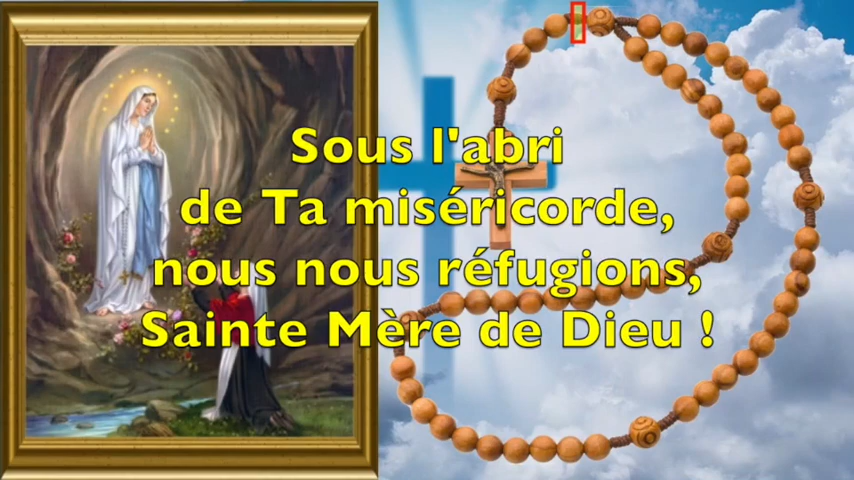 Sous l'abri
de Ta miséricorde,
nous nous réfugions,
Sainte Mère de Dieu !